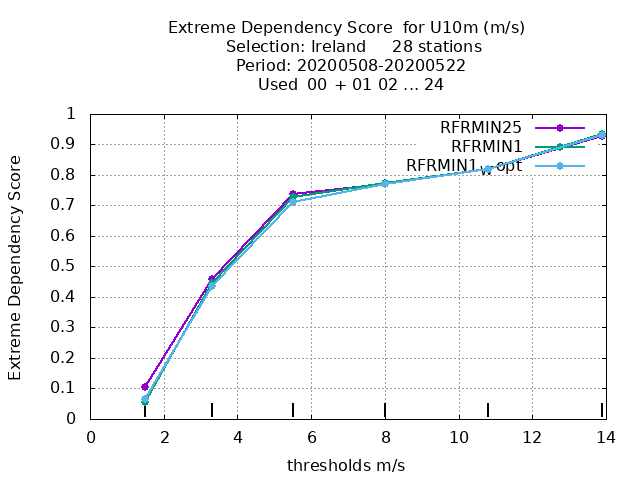 Extreme Dependency Score  for U10m (m/s)
Selection: Ireland     28 stations
Period: 20200508-20200522
Used  00 + 01 02 ... 24
RFRMIN25
RFRMIN1
RFRMIN1_wopt
Extreme Dependency Score
1
0.9
0.8
0.7
0.6
0.5
0.4
0.3
0.2
0.1
0
0 2 4 6 8 10 12 14
thresholds m/s